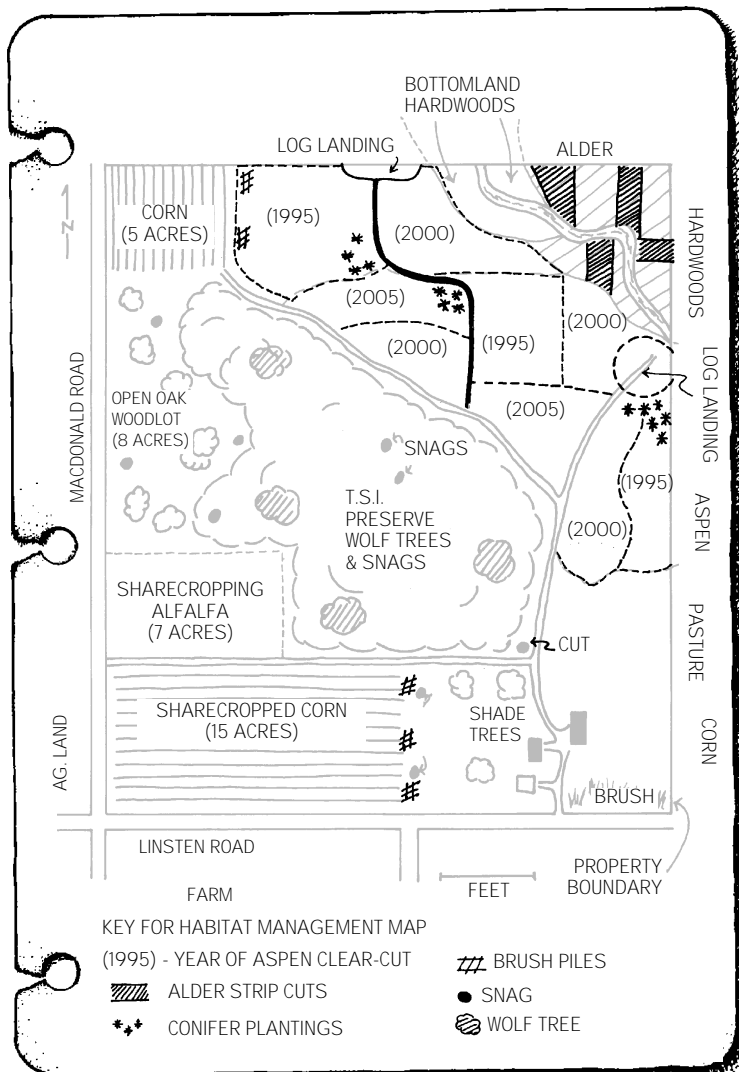 BOTTOMLAND
HARDWOODS
LOG LANDING
ALDER
N
CORN
(5 ACRES)
(1995)
(2000)
HARDWOODS
(2005)
(2000)
(1995)
(2000)
LOG LANDING
MACDONALD ROAD
OPEN OAK
WOODLOT
(8 ACRES)
(2005)
SNAGS
(1995)
T.S.I.
PRESERVE
WOLF TREES
& SNAGS
(2000)
ASPEN
SHARECROPPING
ALFALFA
(7 ACRES)
CUT
PASTURE
SHARECROPPED CORN
(15 ACRES)
SHADE
TREES
CORN
AG. LAND
BRUSH
LINSTEN ROAD
PROPERTY
BOUNDARY
FARM
FEET
KEY FOR HABITAT MANAGEMENT MAP
(1995) - YEAR OF ASPEN CLEAR-CUT
BRUSH PILES
ALDER STRIP CUTS
SNAG
CONIFER PLANTINGS
WOLF TREE